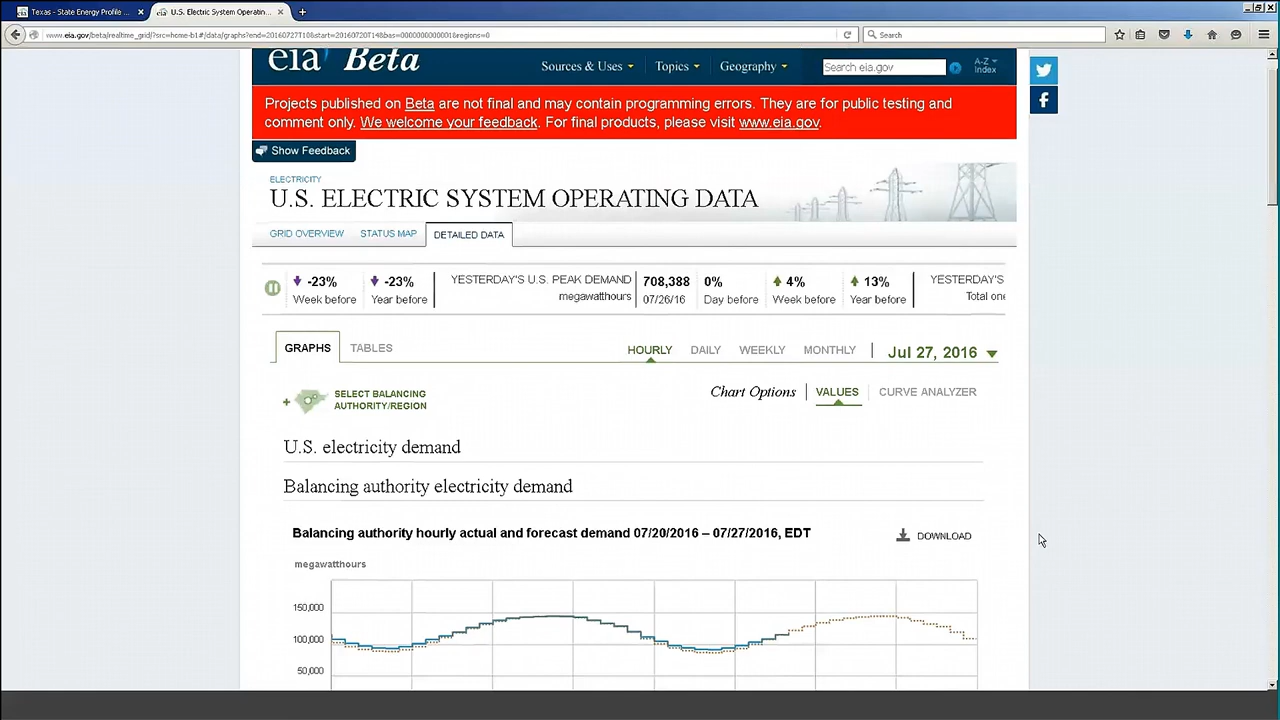 Texas - State Energy Profile ...
U.S. Electric System Operatin...
www.eia.gov/beta/realtime_grid/?src=home-b1#/data/graphs?end=20160727T10&start=20160720T14&bas=0000000000001&regions=0
Search
eia Beta
Sources & Uses
Topics
Geography
Search eia.gov
A-Z
Index
Projects published on Beta are not final and may contain programming errors. They are for public testing and
comment only. We welcome your feedback. For final products, please visit www.eia.gov.
Show Feedback
ELECTRICITY
U.S. ELECTRIC SYSTEM OPERATING DATA
GRID OVERVIEW
STATUS MAP
DETAILED DATA
-23%
Week before
-23%
Year before
YESTERDAY'S U.S. PEAK DEMAND
megawatthours
708,388
07/26/16
0%
Day before
4%
Week before
13%
Year before
YESTERDAY'S
Total one
GRAPHS
TABLES
HOURLY
DAILY
WEEKLY
MONTHLY
Jul 27, 2016
SELECT BALANCING
AUTHORITY/REGION
Chart Options
VALUES
CURVE ANALYZER
U.S. electricity demand
Balancing authority electricity demand
Balancing authority hourly actual and forecast demand 07/20/2016 – 07/27/2016, EDT
DOWNLOAD
megawatthours
150,000
100,000
50,000